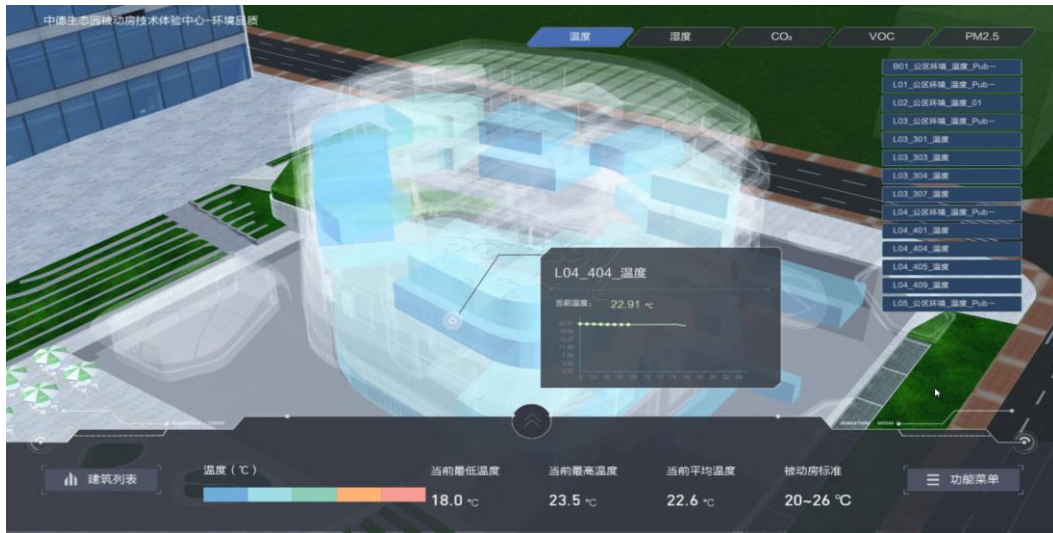 中德生态园被动房技术体验中心-环境品质
温度
湿度
CO₂
VOC
PM2.5
B01_公区环境_温度_Pub…
L01_公区环境_温度_Pub…
L02_公区环境_温度_01
L03_公区环境_温度_Pub…
L03_301_温度
L03_303_温度
L03_304_温度
L03_307_温度
L04_公区环境_温度_Pub…
L04_401_温度
L04_404_温度
L04_405_温度
L04_409_温度
L05_公区环境_温度_Pub…
L04_404_温度
当前温度： 22.91 ℃
22.91
建筑列表
温度（℃）
当前最低温度
18.0 ℃
当前最高温度
23.5 ℃
当前平均温度
22.6 ℃
被动房标准
20~26 ℃
功能菜单